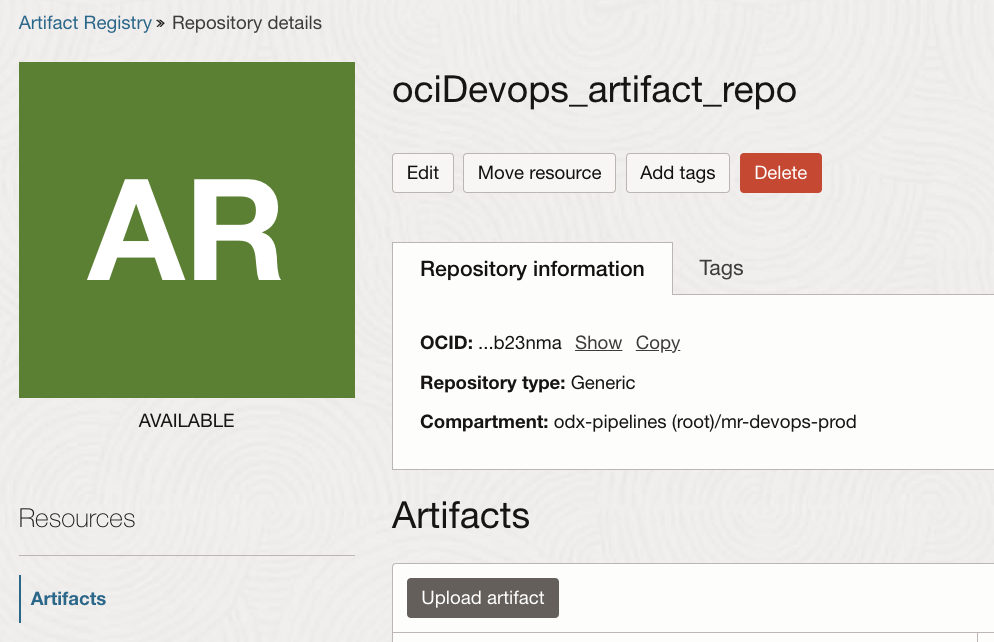 Artifact Registry » Repository details
AR
AVAILABLE
ociDevops_artifact_repo
Edit Move resource Add tags Delete
Repository information Tags
OCID: ...b23nma Show Copy
Repository type: Generic
Compartment: odx-pipelines (root)/mr-devops-prod
Resources
Artifacts
Artifacts
Upload artifact